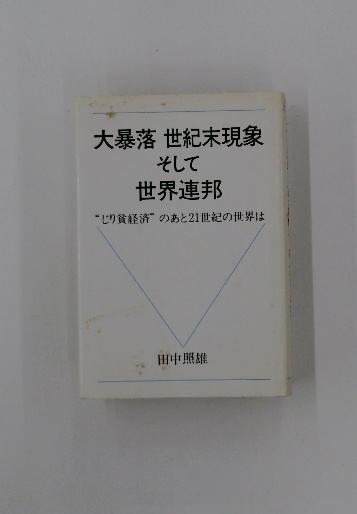 大暴落 世紀末現象
そして
世界連邦
“じり貧経済”のあと21世紀の世界は
田中照雄